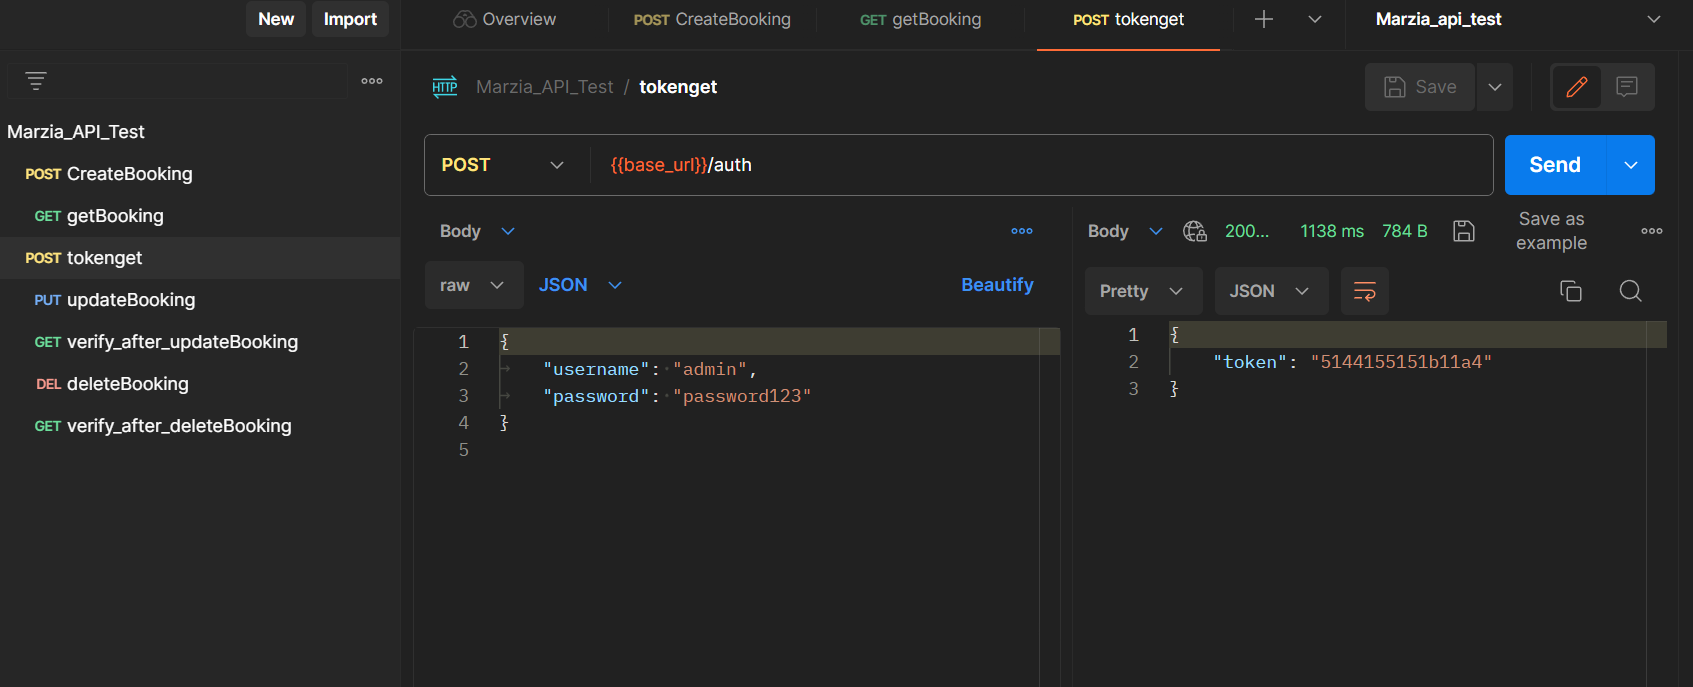 New Import
Overview POST CreateBooking GET getBooking POST tokenget Marzia_api_test
HTTP Marzia_API_Test / tokenget Save
Marzia_API_Test
POST CreateBooking
GET getBooking
POST tokenget
PUT updateBooking
GET verify_after_updateBooking
DEL deleteBooking
GET verify_after_deleteBooking
POST {{base_url}}/auth Send
Body
raw JSON Beautify
1 {
2 "username": "admin",
3 "password": "password123"
4 }
5
Body 200... 1138 ms 784 B Save as
example
Pretty JSON
1 {
2 "token": "5144155151b11a4"
3 }